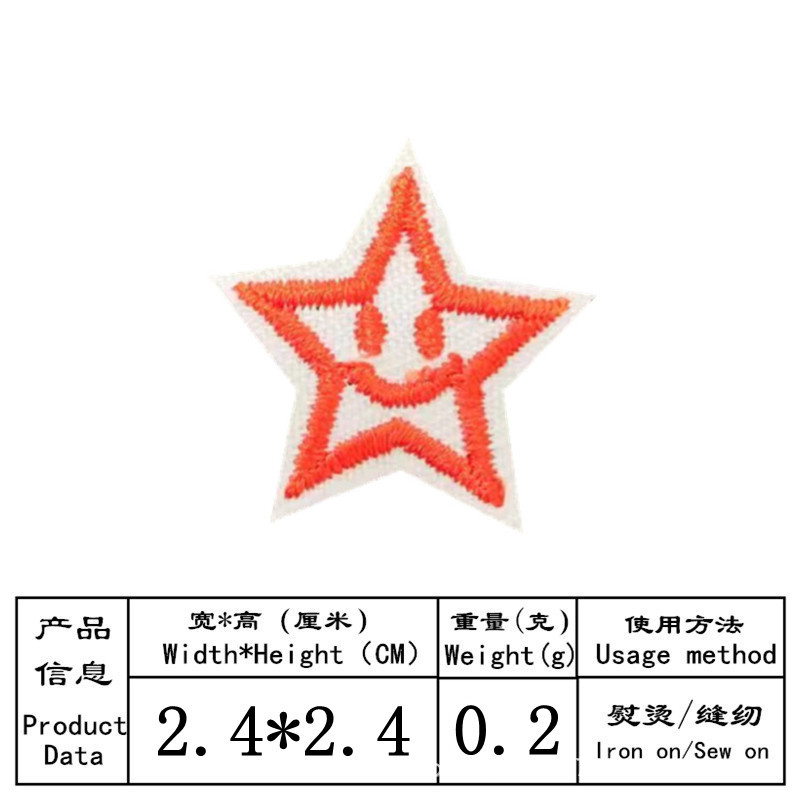 产品
信息
Product
Data
宽*高 (厘米)
Width*Height (CM)
重量(克)
Weight(g)
使用方法
Usage method
2.4*2.4
0.2
熨烫/缝纫
Iron on/Sew on